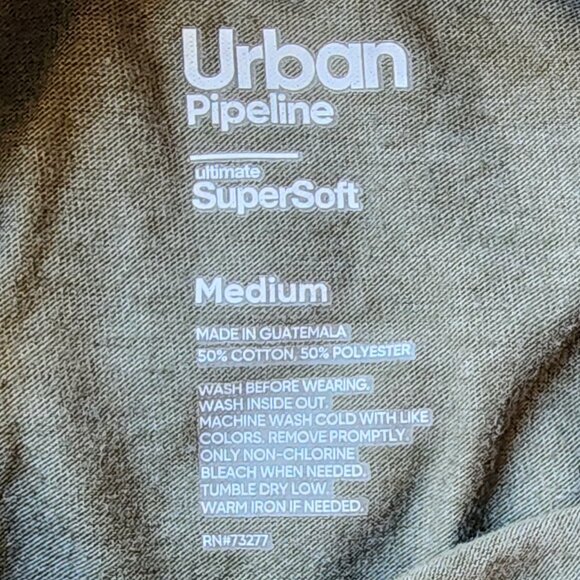 Urban
Pipeline
ultimate
SuperSoft
Medium
MADE IN GUATEMALA
50% COTTON, 50% POLYESTER
WASH BEFORE WEARING.
WASH INSIDE OUT.
MACHINE WASH COLD WITH LIKE
COLORS. REMOVE PROMPTLY.
ONLY NON-CHLORINE
BLEACH WHEN NEEDED.
TUMBLE DRY LOW.
WARM IRON IF NEEDED.
RN#73277